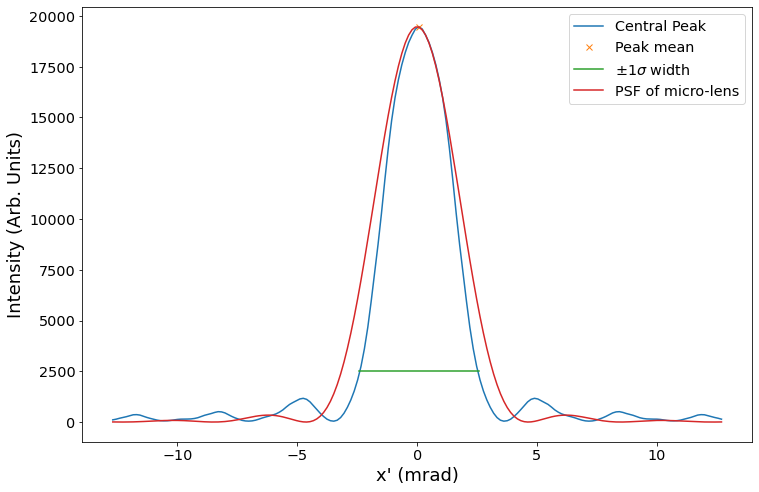 20000
17500
15000
12500
10000
7500
5000
2500
0
Intensity (Arb. Units)
Central Peak
Peak mean
±1σ width
PSF of micro-lens
−10
−5
0
5
10
x' (mrad)